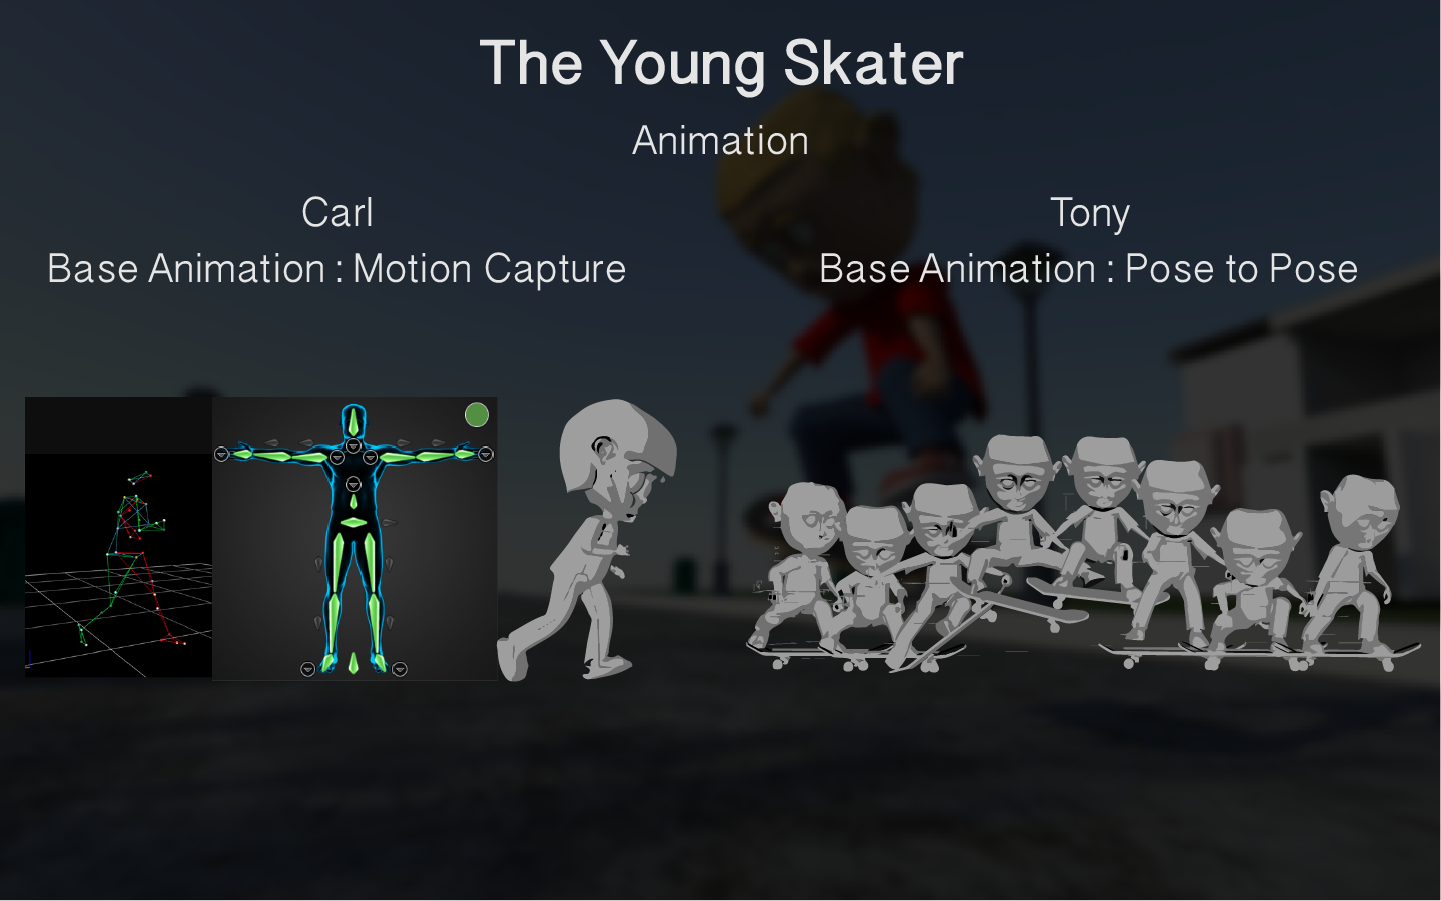 The Young Skater
Animation
Carl
Base Animation : Motion Capture
Tony
Base Animation : Pose to Pose